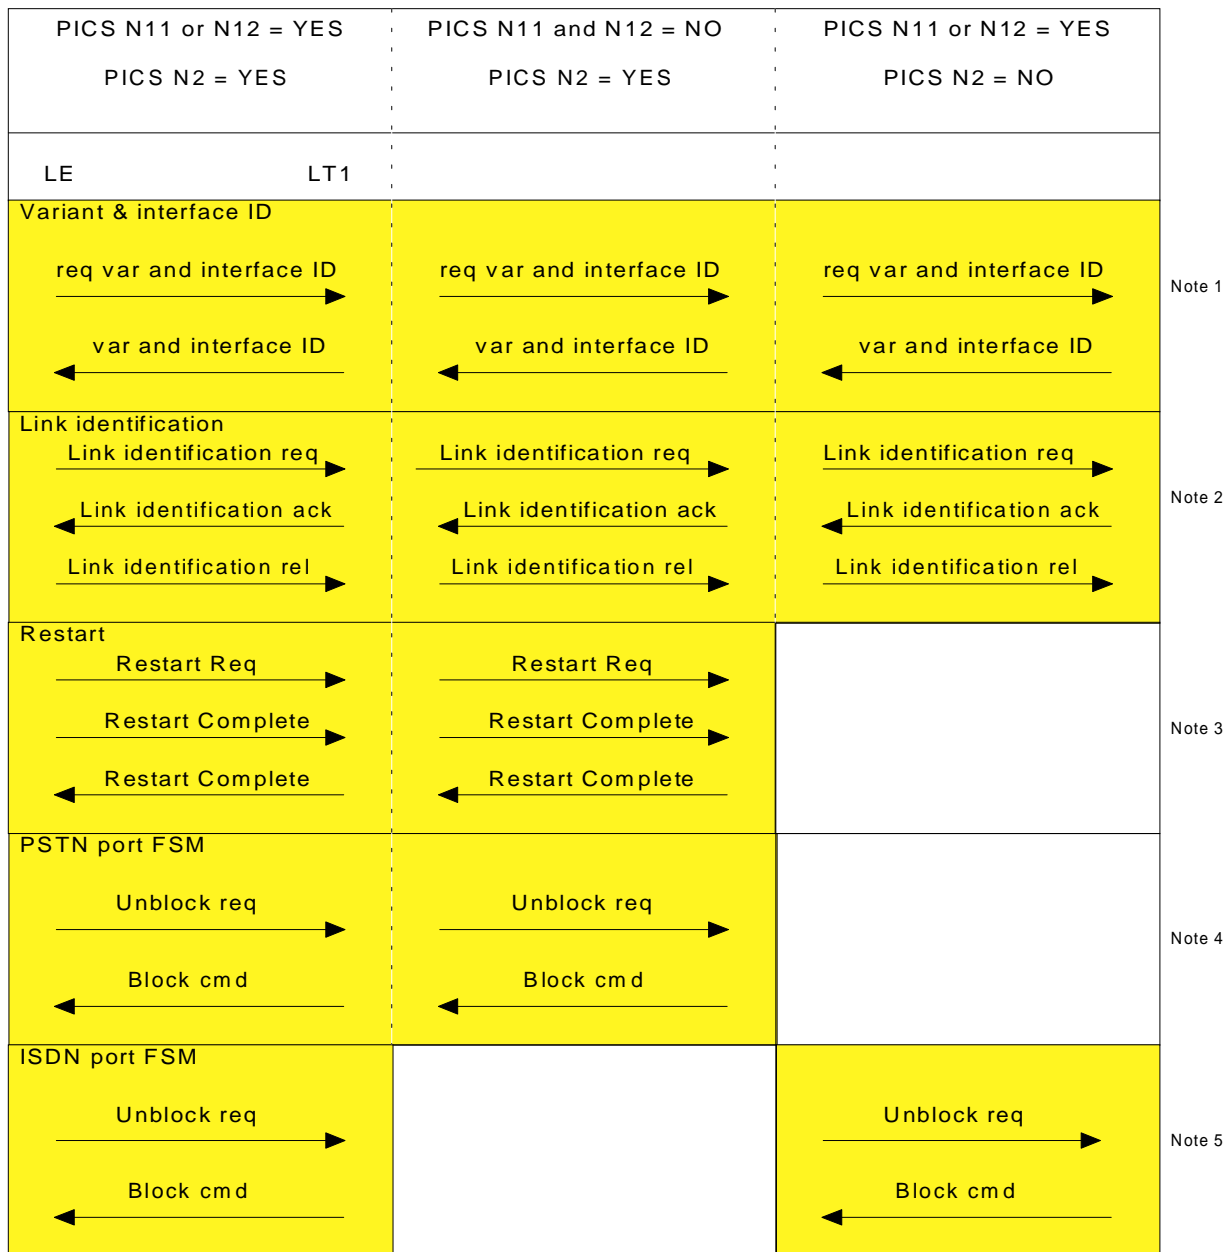 PICS N11 or N12 = YES
PICS N2 = YES
PICS N11 and N12 = NO
PICS N2 = YES
PICS N11 or N12 = YES
PICS N2 = NO
LE
LT1
Variant & interface ID
req var and interface ID
req var and interface ID
req var and interface ID
Note 1
var and interface ID
var and interface ID
var and interface ID
Link identification
Link identification req
Link identification req
Link identification req
Link identification ack
Link identification ack
Link identification ack
Note 2
Link identification rel
Link identification rel
Link identification rel
Restart
Restart Req
Restart Req
Restart Complete
Restart Complete
Note 3
Restart Complete
Restart Complete
PSTN port FSM
Unblock req
Unblock req
Note 4
Block cmd
Block cmd
ISDN port FSM
Unblock req
Unblock req
Note 5
Block cmd
Block cmd